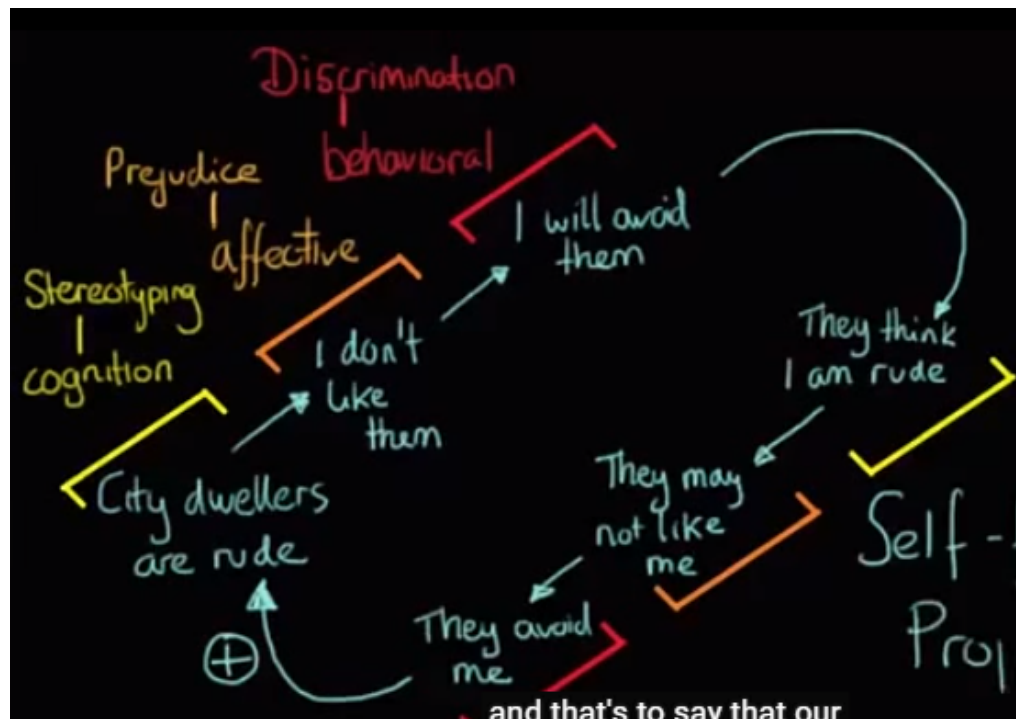 Discrimination
behavioral
Prejudice
affective
Stereotyping
cognition
I will avoid
them
I don't
like
them
City dwellers
are rude
They think
I am rude
They may
not like
me
They avoid
me
Self -
Prop
and that's to say that our